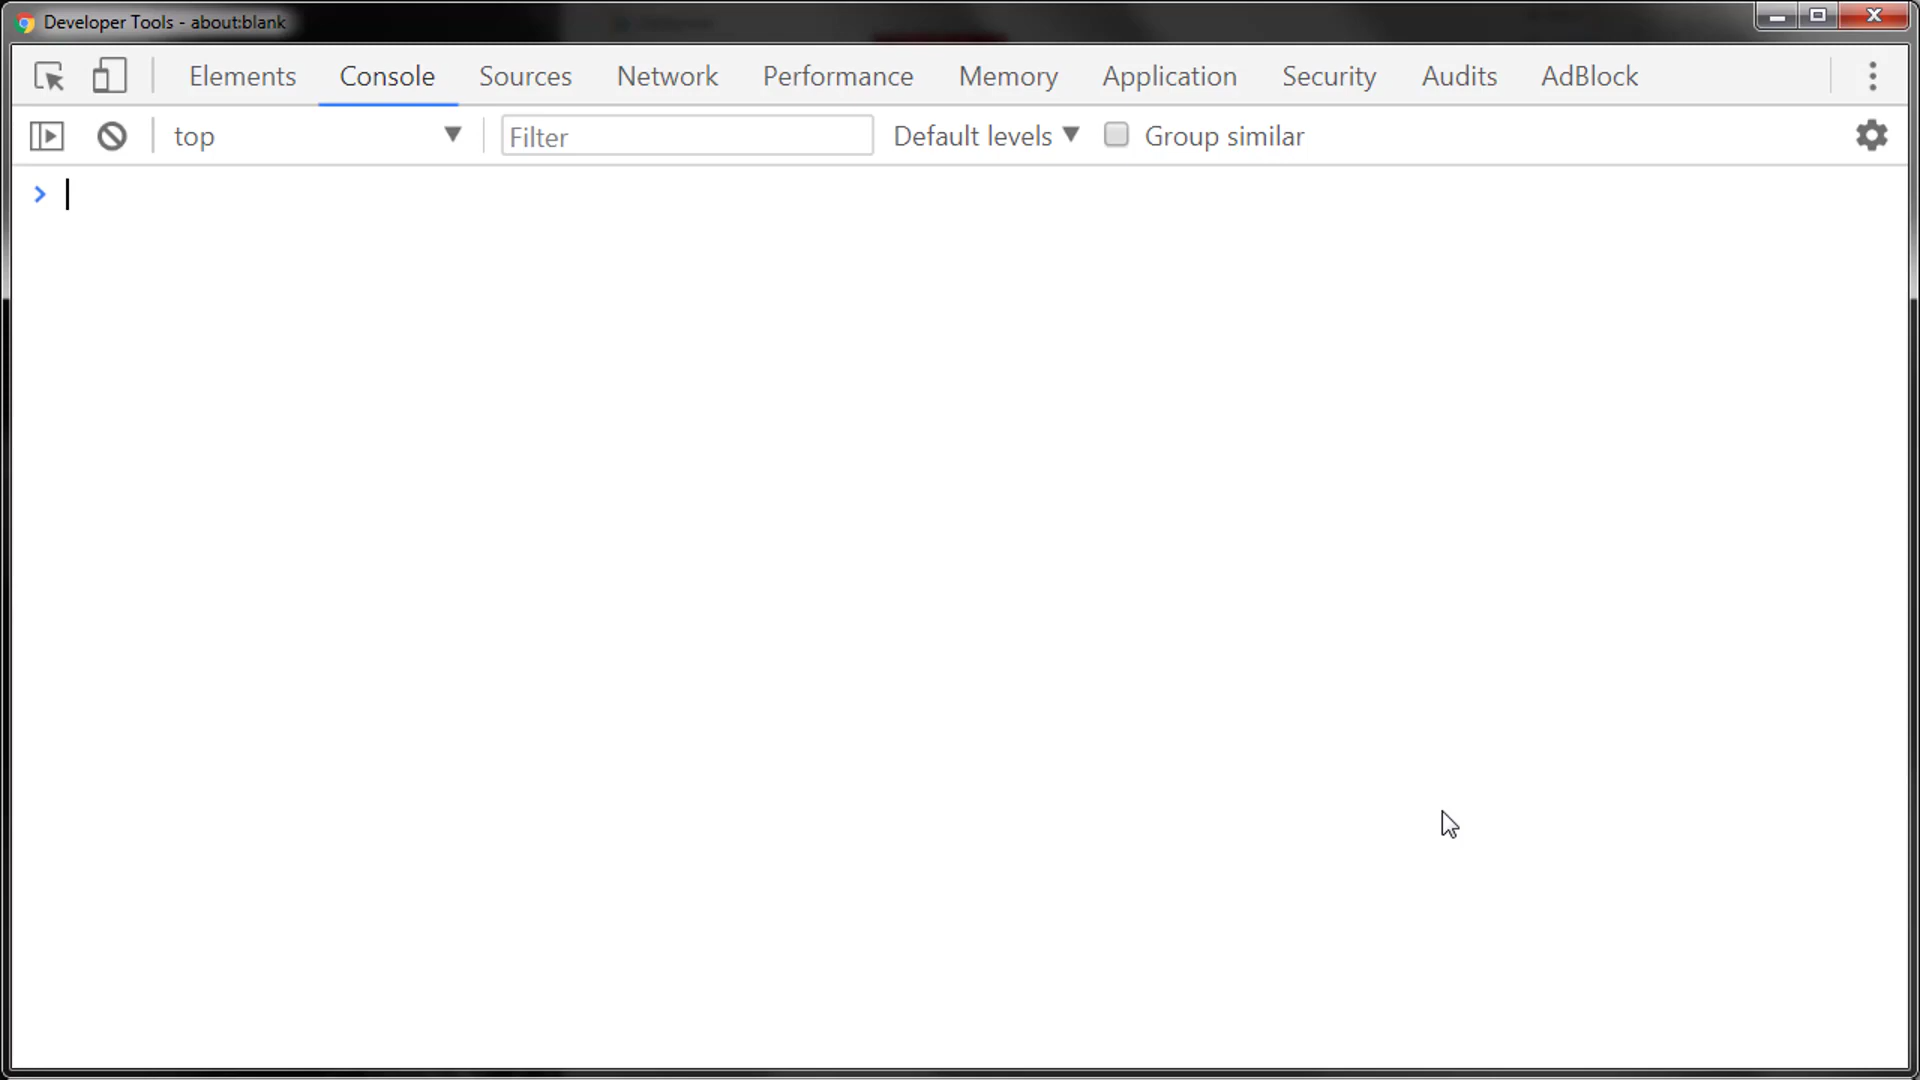 Developer Tools - about:blank
Elements Console Sources Network Performance Memory Application Security Audits AdBlock
top Filter Default levels Group similar